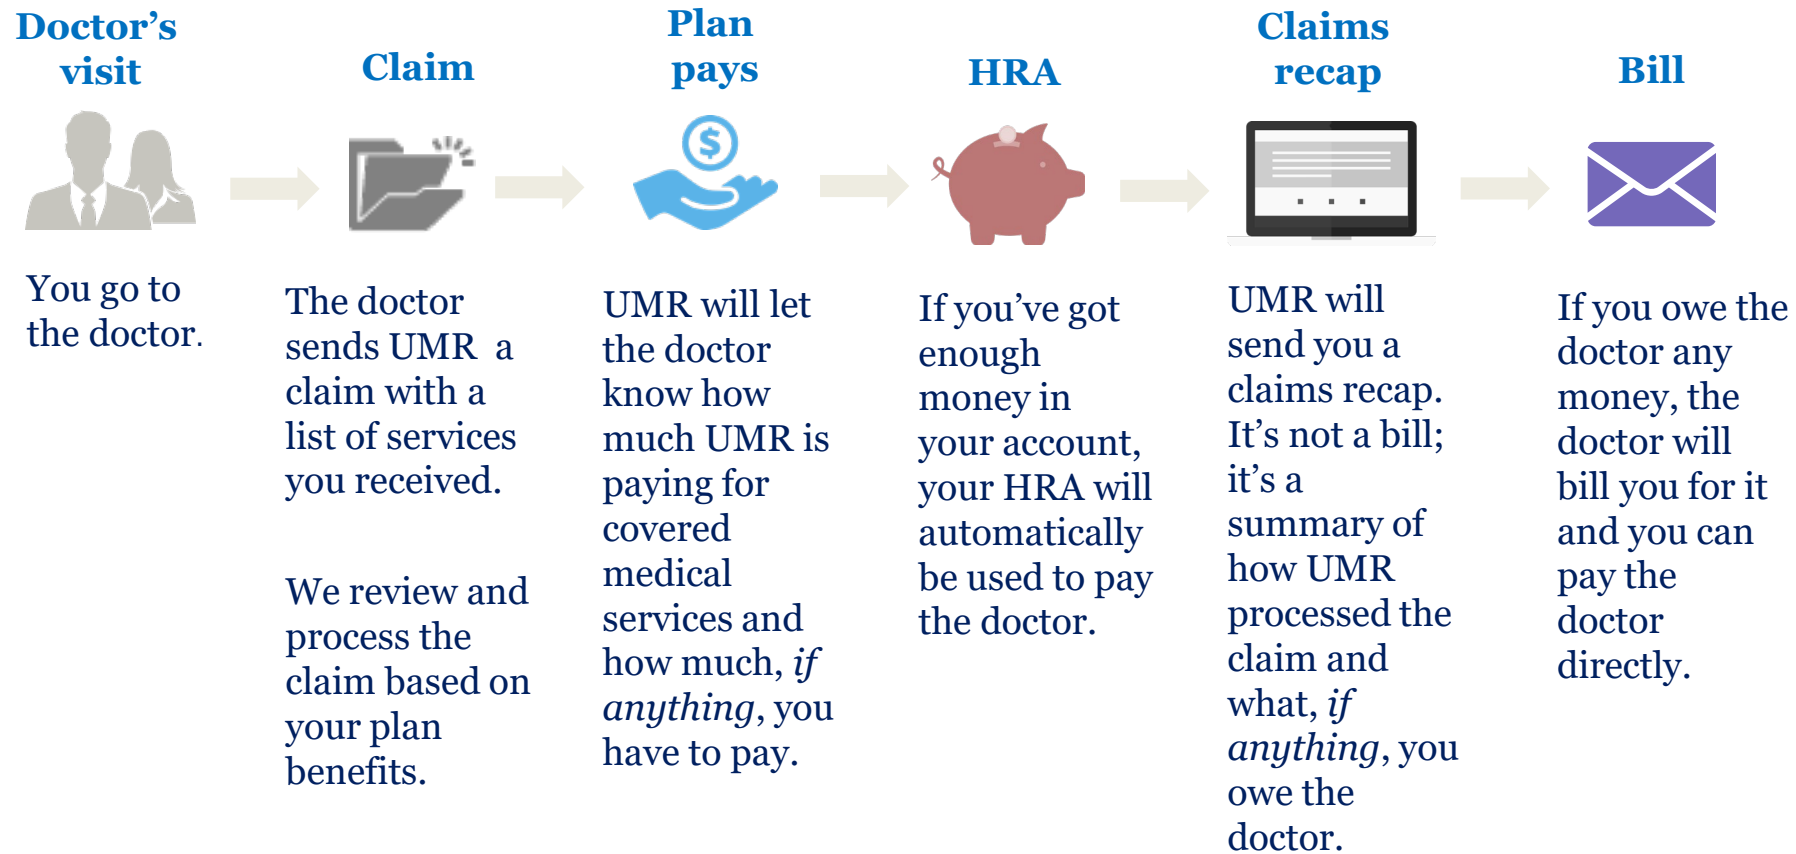 Doctor’s
visit
You go to
the doctor.
Claim
The doctor
sends UMR  a
claim with a
list of services
you received.
We review and
process the
claim based on
your plan
benefits.
Plan
pays
$
UMR will let
the doctor
know how
much UMR is
paying for
covered
medical
services and
how much, if
anything, you
have to pay.
HRA
If you’ve got
enough
money in
your account,
your HRA will
automatically
be used to pay
the doctor.
Claims
recap
UMR will
send you a
claims recap.
It’s not a bill;
it’s a
summary of
how UMR
processed the
claim and
what, if
anything, you
owe the
doctor.
Bill
If you owe the
doctor any
money, the
doctor will
bill you for it
and you can
pay the
doctor
directly.